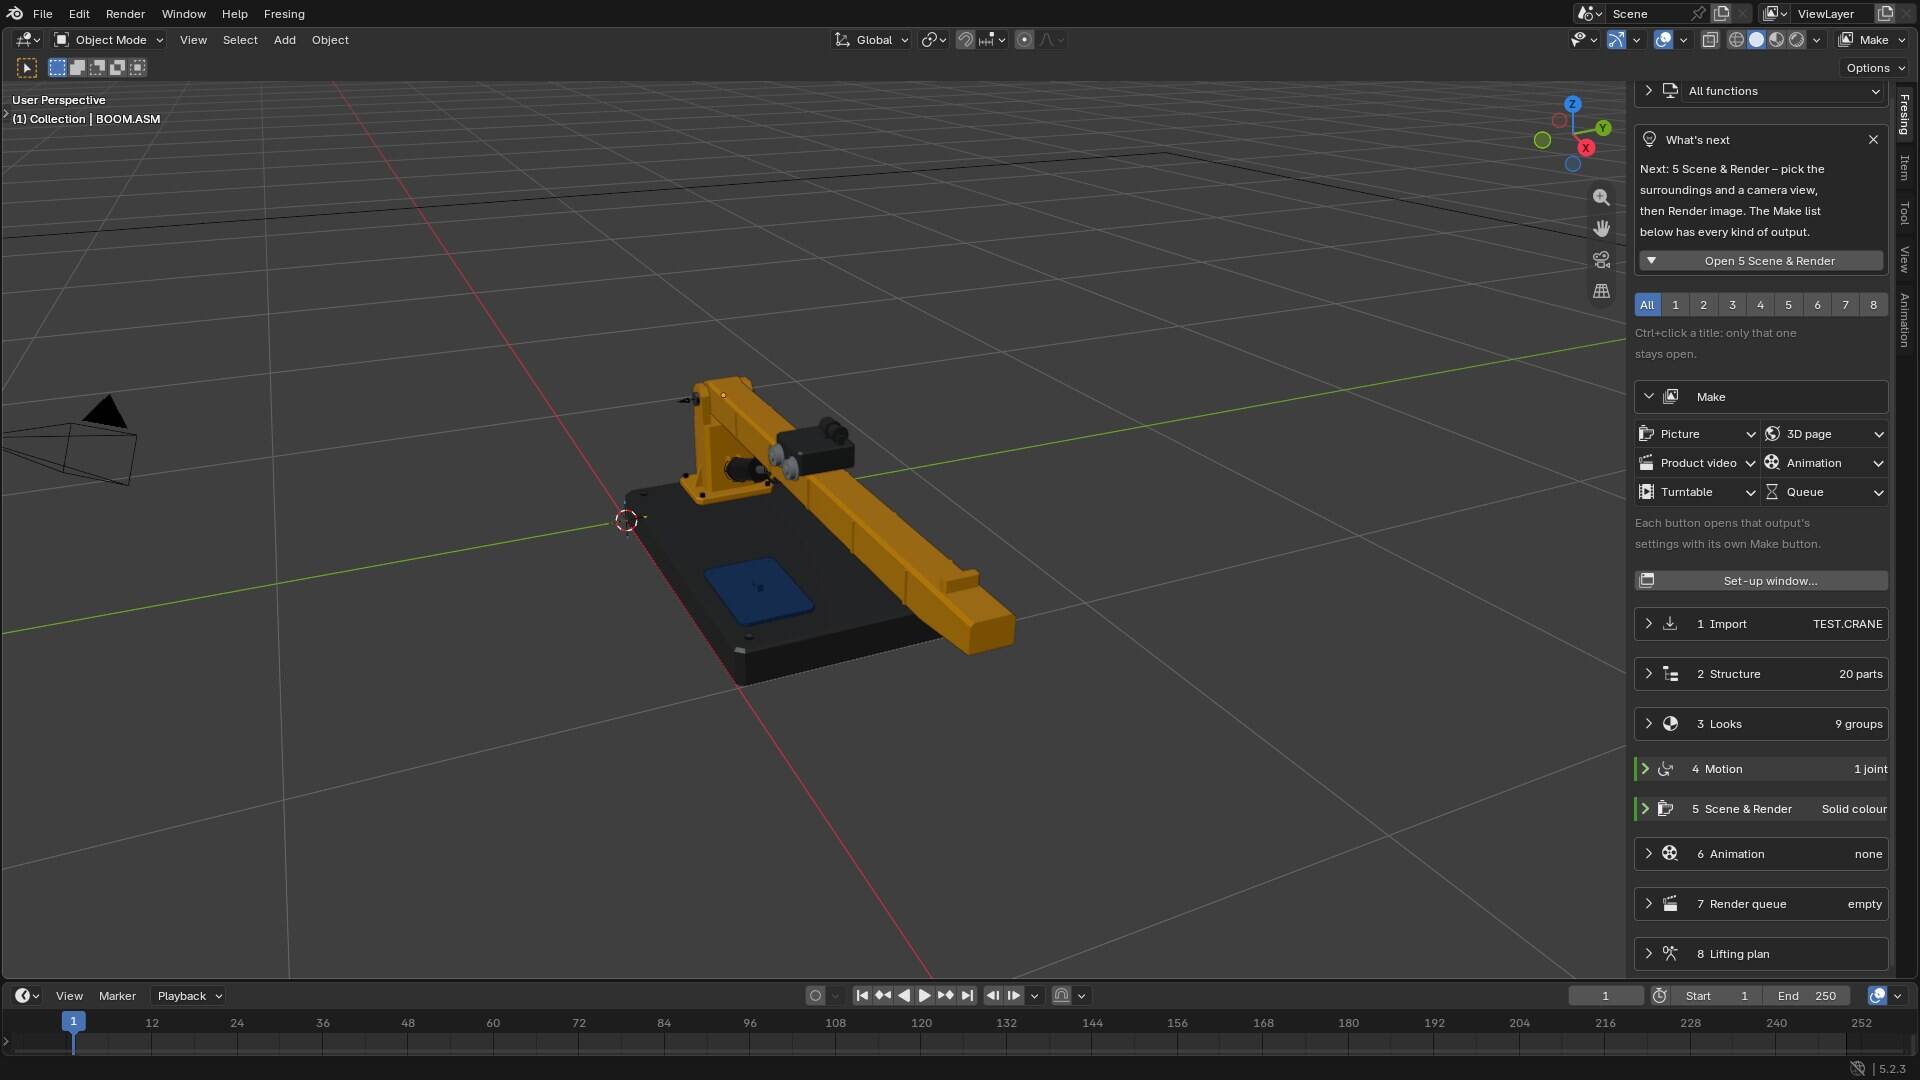 File Edit Render Window Help Fresing
Scene
ViewLayer
Object Mode View Select Add Object
Global
Make
Options
User Perspective
(1) Collection | BOOM.ASM
Z
Y
X
All functions
What's next
Next: 5 Scene & Render – pick the
surroundings and a camera view,
then Render image. The Make list
below has every kind of output.
Open 5 Scene & Render
All 1 2 3 4 5 6 7 8
Ctrl+click a title: only that one
stays open.
Make
Picture 3D page
Product video Animation
Turntable Queue
Each button opens that output's
settings with its own Make button.
Set-up window...
1 Import TEST.CRANE
2 Structure 20 parts
3 Looks 9 groups
4 Motion 1 joint
5 Scene & Render Solid colour
6 Animation none
7 Render queue empty
8 Lifting plan
Fresing
Item
Tool
View
Animation
View Marker Playback
1 Start 1 End 250
1 12 24 36 48 60 72 84 96 108 120 132 144 156 168 180 192 204 216 228 240 252
5.2.3